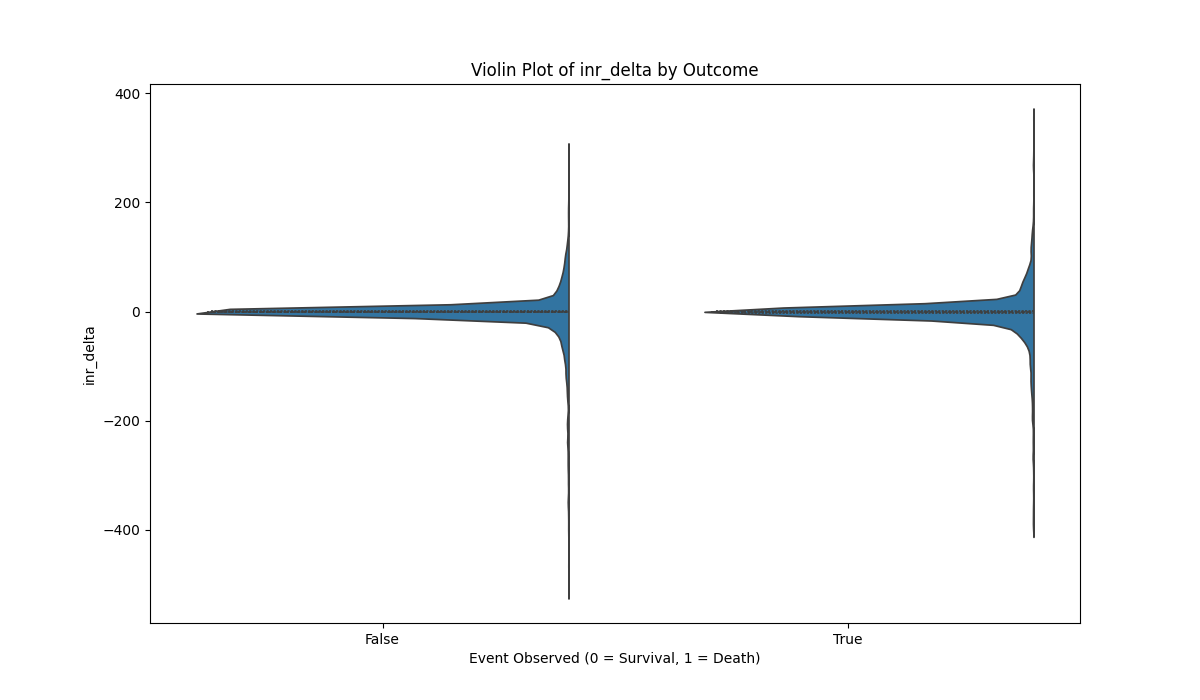 Violin Plot of inr_delta by Outcome
400
200
0
−200
−400
inr_delta
False
True
Event Observed (0 = Survival, 1 = Death)